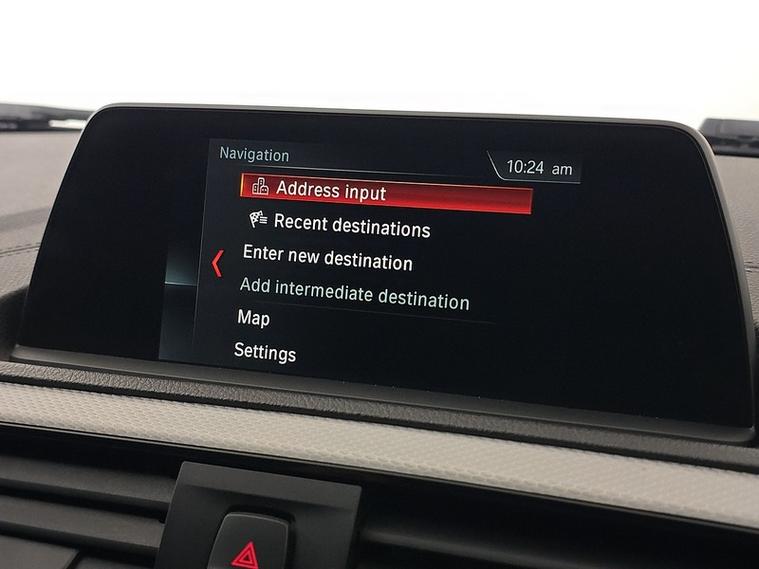 Navigation
10:24 am
Address input
Recent destinations
Enter new destination
Add intermediate destination
Map
Settings